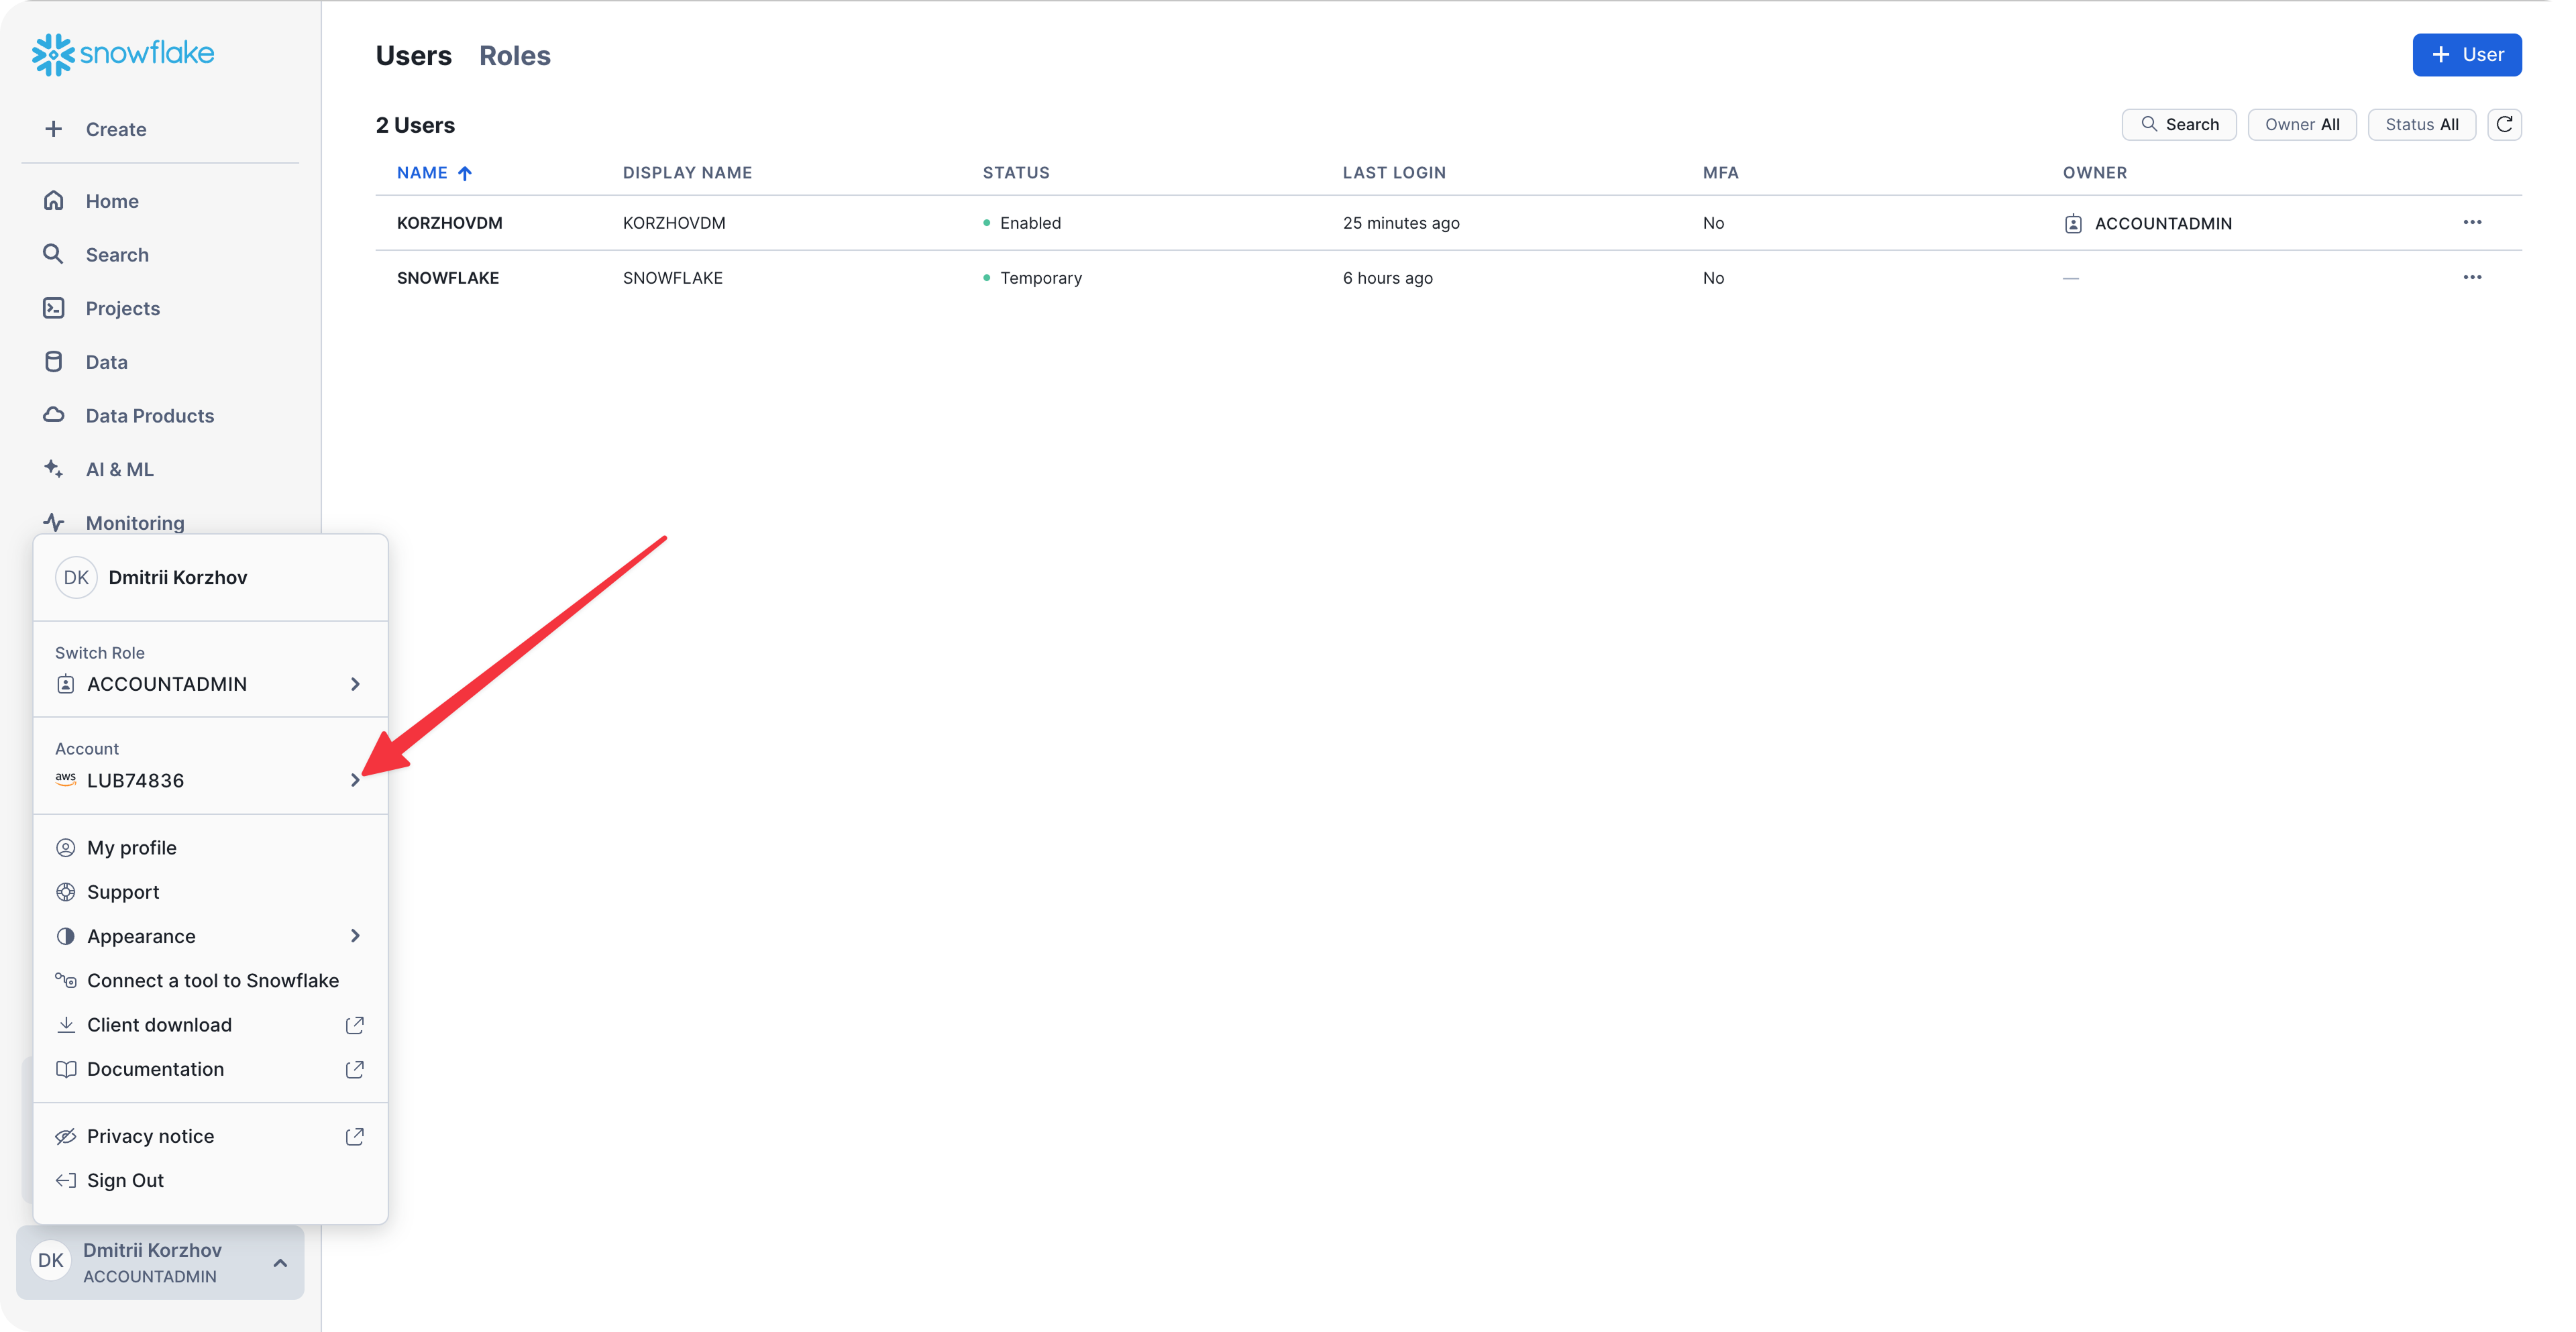 snowflake
Create
Home
Search
Projects
Data
Data Products
AI & ML
Monitoring
DK Dmitrii Korzhov
Switch Role
ACCOUNTADMIN
Account
aws LUB74836
My profile
Support
Appearance
Connect a tool to Snowflake
Client download
Documentation
Privacy notice
Sign Out
DK Dmitrii Korzhov
ACCOUNTADMIN
Users Roles
+ User
2 Users
Search Owner All Status All
NAME DISPLAY NAME STATUS LAST LOGIN MFA OWNER
KORZHOVDM KORZHOVDM Enabled 25 minutes ago No ACCOUNTADMIN
SNOWFLAKE SNOWFLAKE Temporary 6 hours ago No —